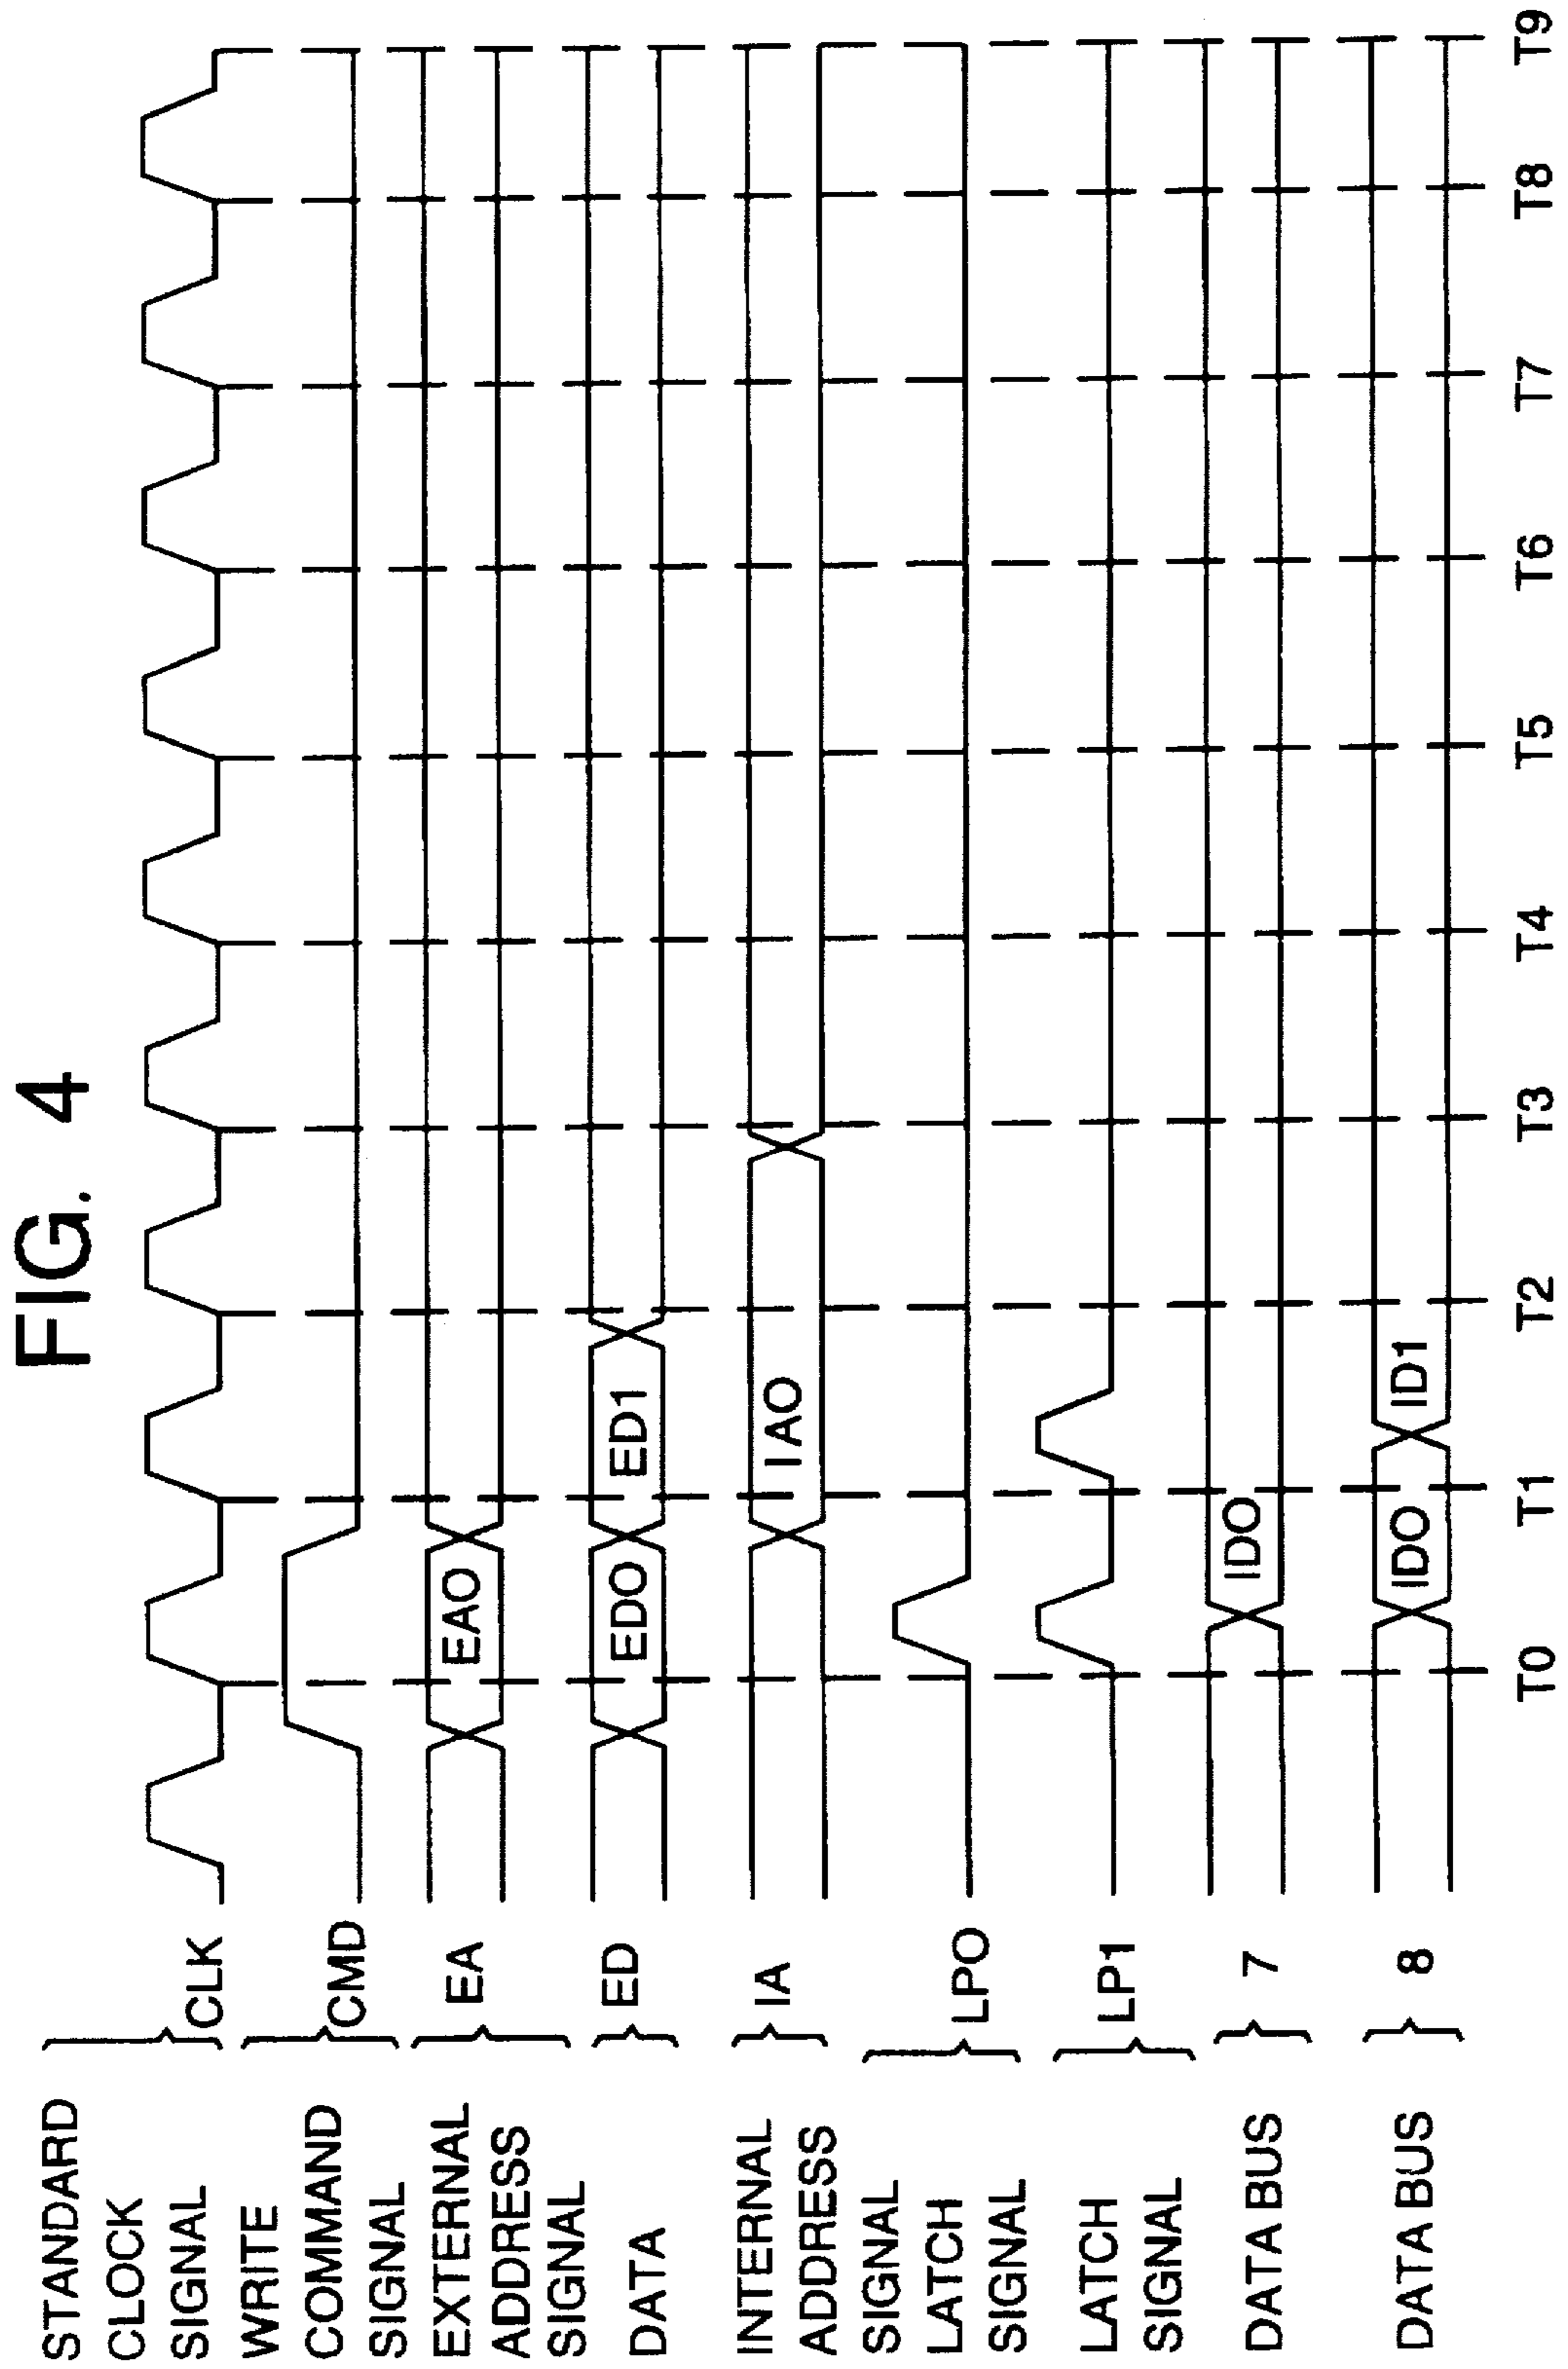 FIG. 4
STANDARD
CLOCK
SIGNAL
CLK
WRITE
COMMAND
SIGNAL
CMD
EXTERNAL
ADDRESS
SIGNAL
EA
EAO
DATA
ED
EDO
ED1
INTERNAL
ADDRESS
SIGNAL
IA
IAO
LATCH
SIGNAL
LPO
LATCH
SIGNAL
LP1
DATA BUS
7
IDO
DATA BUS
8
IDO
ID1
T0
T1
T2
T3
T4
T5
T6
T7
T8
T9